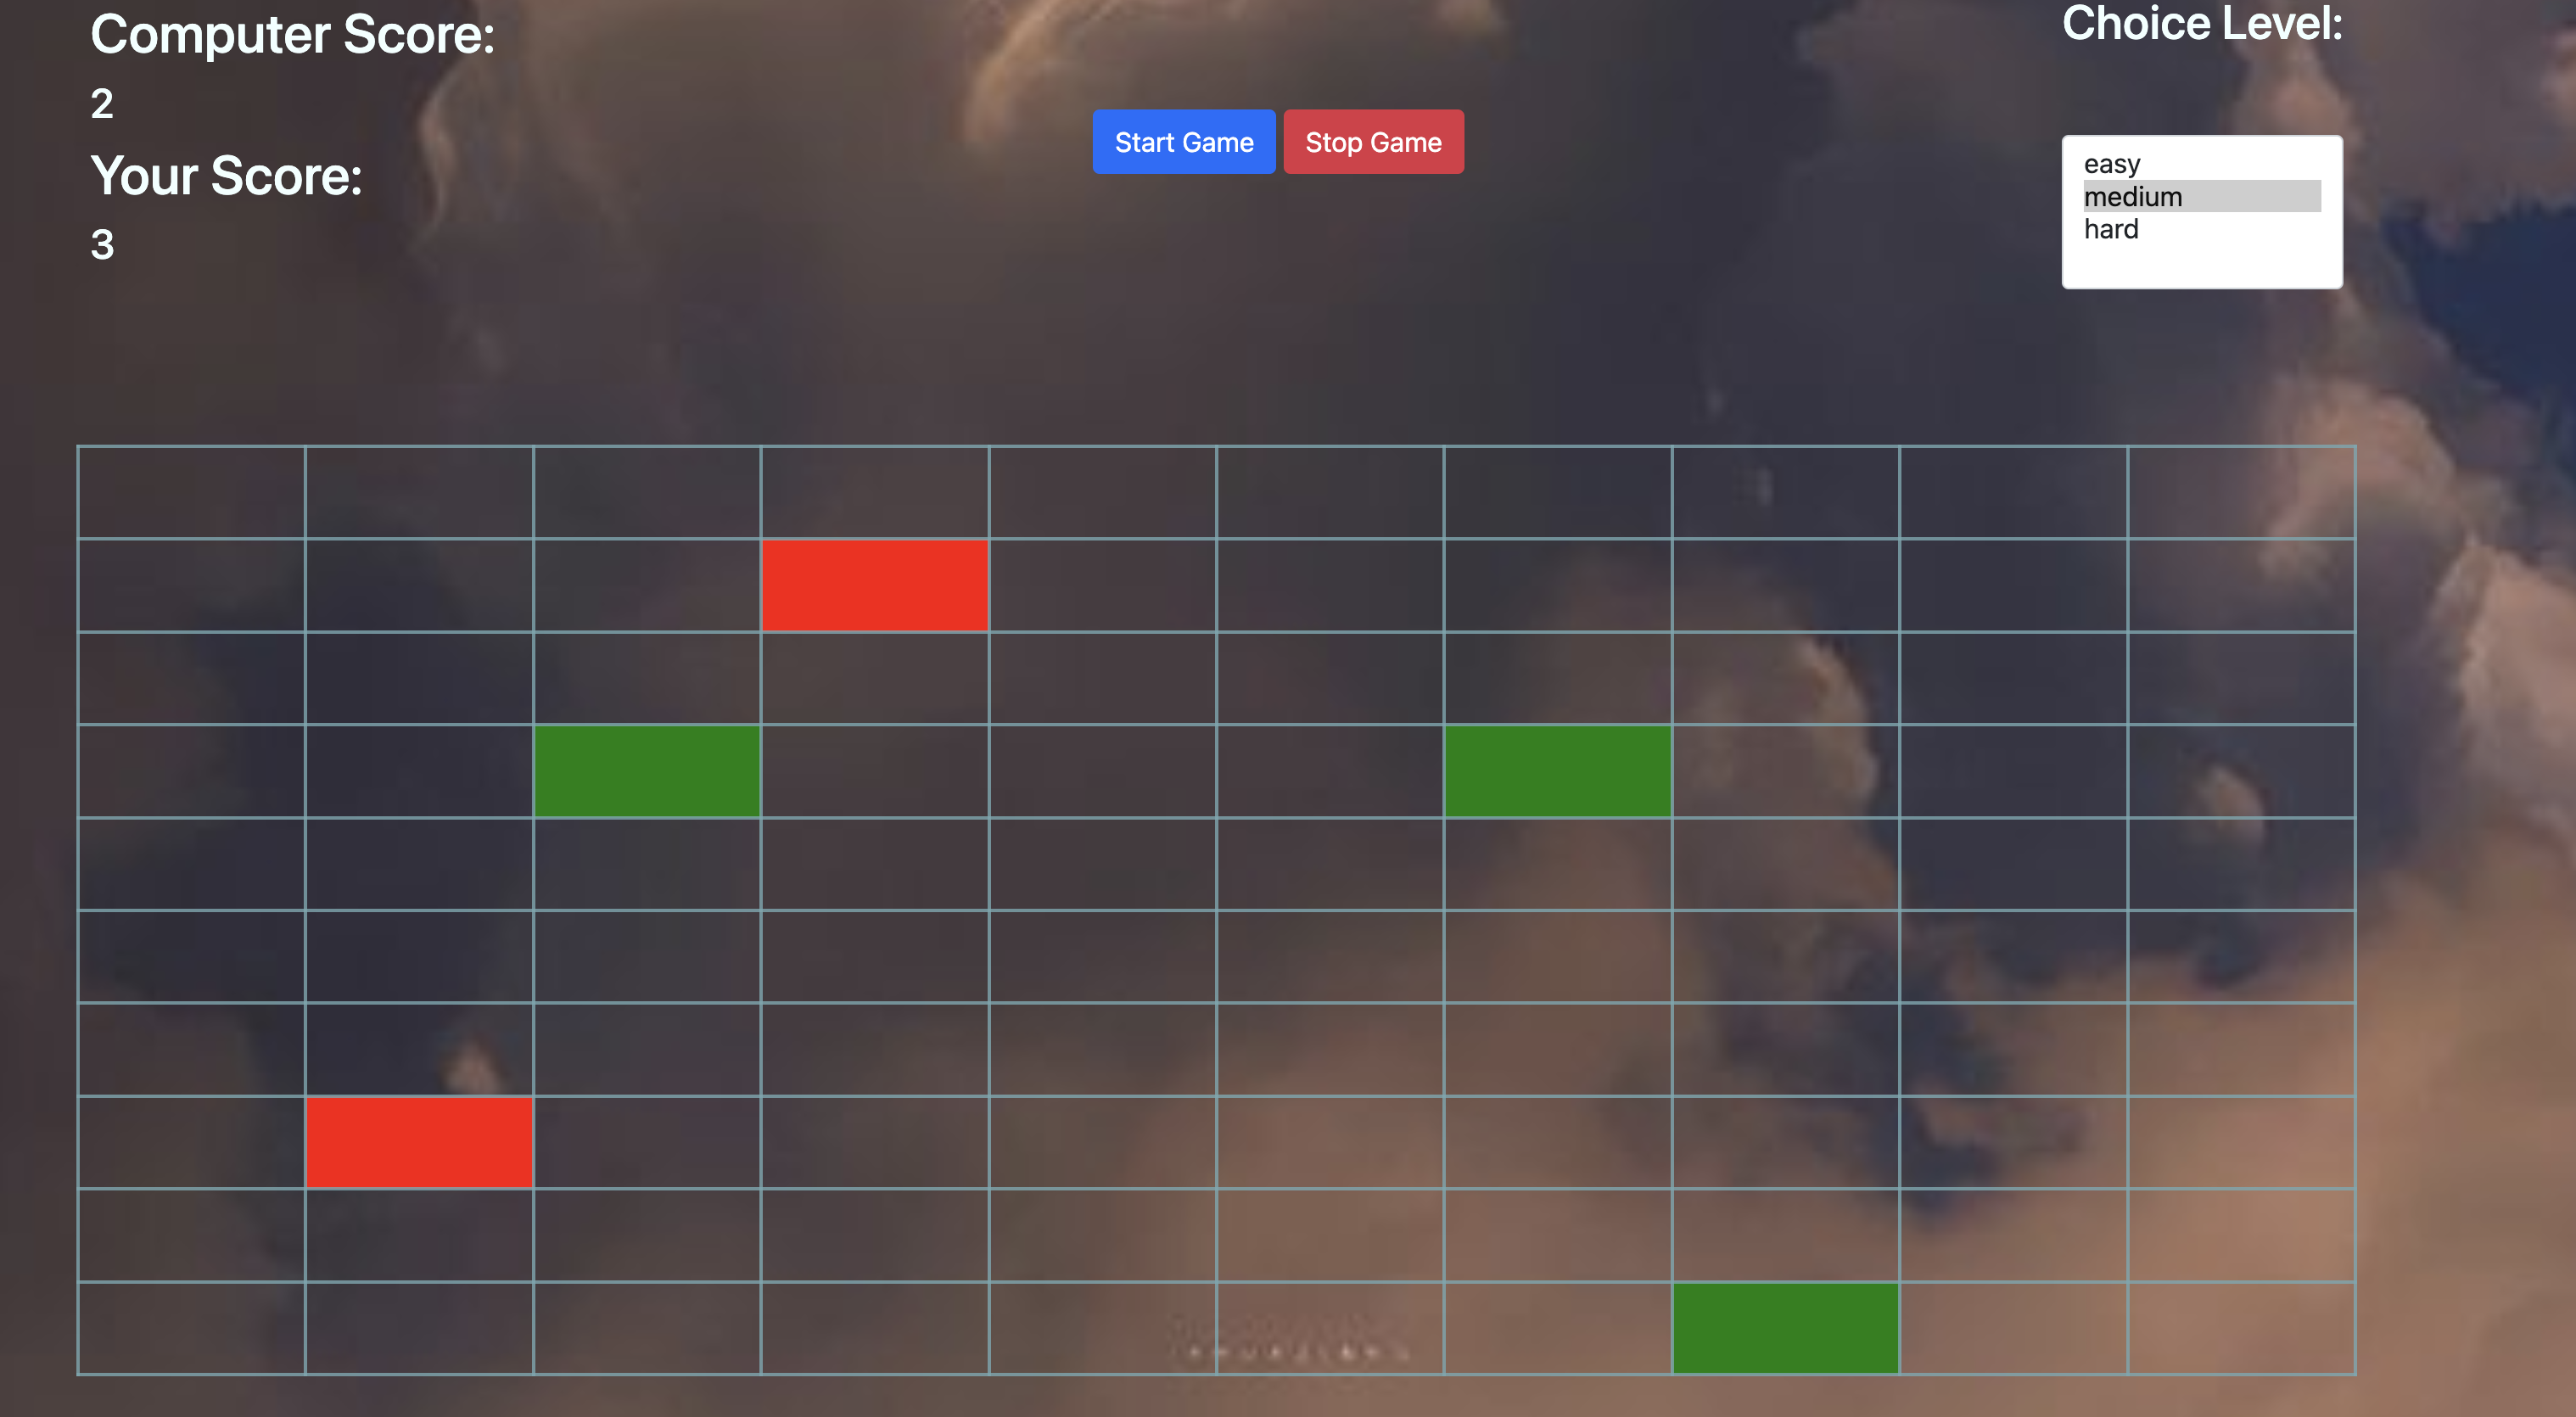 Computer Score:
2
Your Score:
3
Start Game
Stop Game
Choice Level:
easy
medium
hard